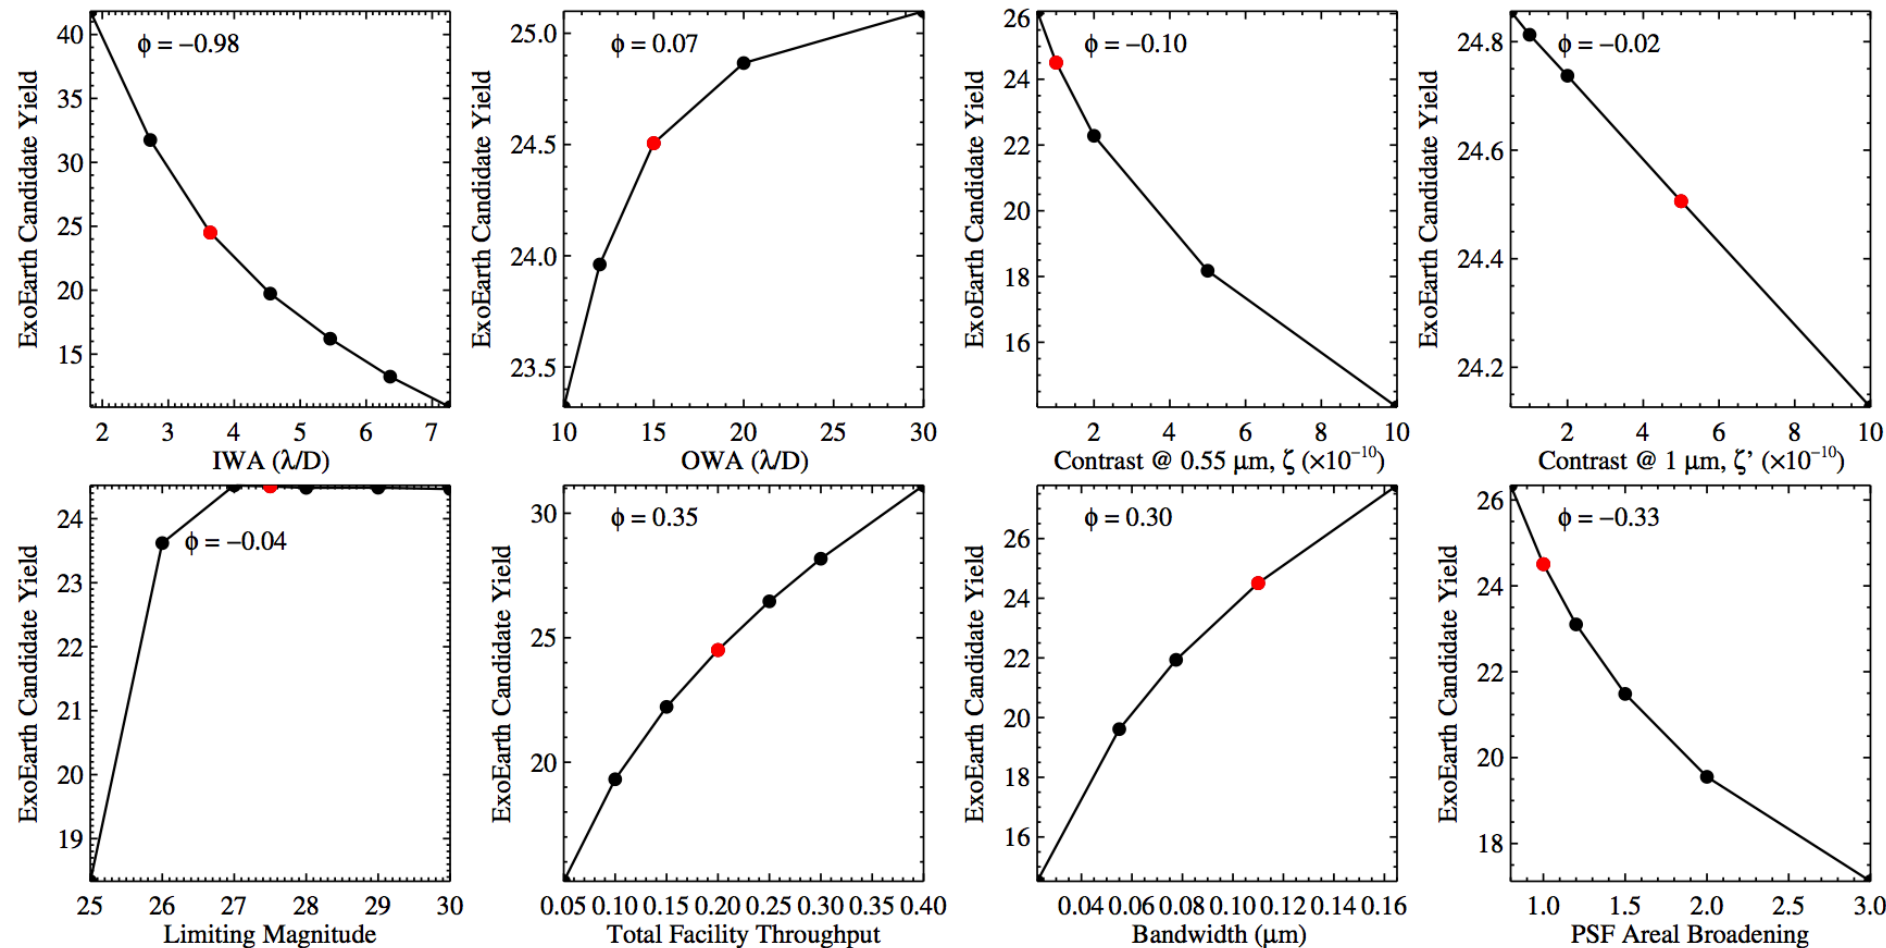 ExoEarth Candidate Yield
40
35
30
25
20
15
ϕ = −0.98
2 3 4 5 6 7
IWA (λ/D)
ExoEarth Candidate Yield
25.0
24.5
24.0
23.5
ϕ = 0.07
10 15 20 25 30
OWA (λ/D)
ExoEarth Candidate Yield
26
24
22
20
18
16
ϕ = −0.10
2 4 6 8 10
Contrast @ 0.55 μm, ζ (×10⁻¹⁰)
ExoEarth Candidate Yield
24.8
24.6
24.4
24.2
ϕ = −0.02
2 4 6 8 10
Contrast @ 1 μm, ζ’ (×10⁻¹⁰)
ExoEarth Candidate Yield
24
23
22
21
20
19
ϕ = −0.04
25 26 27 28 29 30
Limiting Magnitude
ExoEarth Candidate Yield
30
25
20
ϕ = 0.35
0.05 0.10 0.15 0.20 0.25 0.30 0.35 0.40
Total Facility Throughput
ExoEarth Candidate Yield
26
24
22
20
18
16
ϕ = 0.30
0.04 0.06 0.08 0.10 0.12 0.14 0.16
Bandwidth (μm)
ExoEarth Candidate Yield
26
24
22
20
18
ϕ = −0.33
1.0 1.5 2.0 2.5 3.0
PSF Areal Broadening